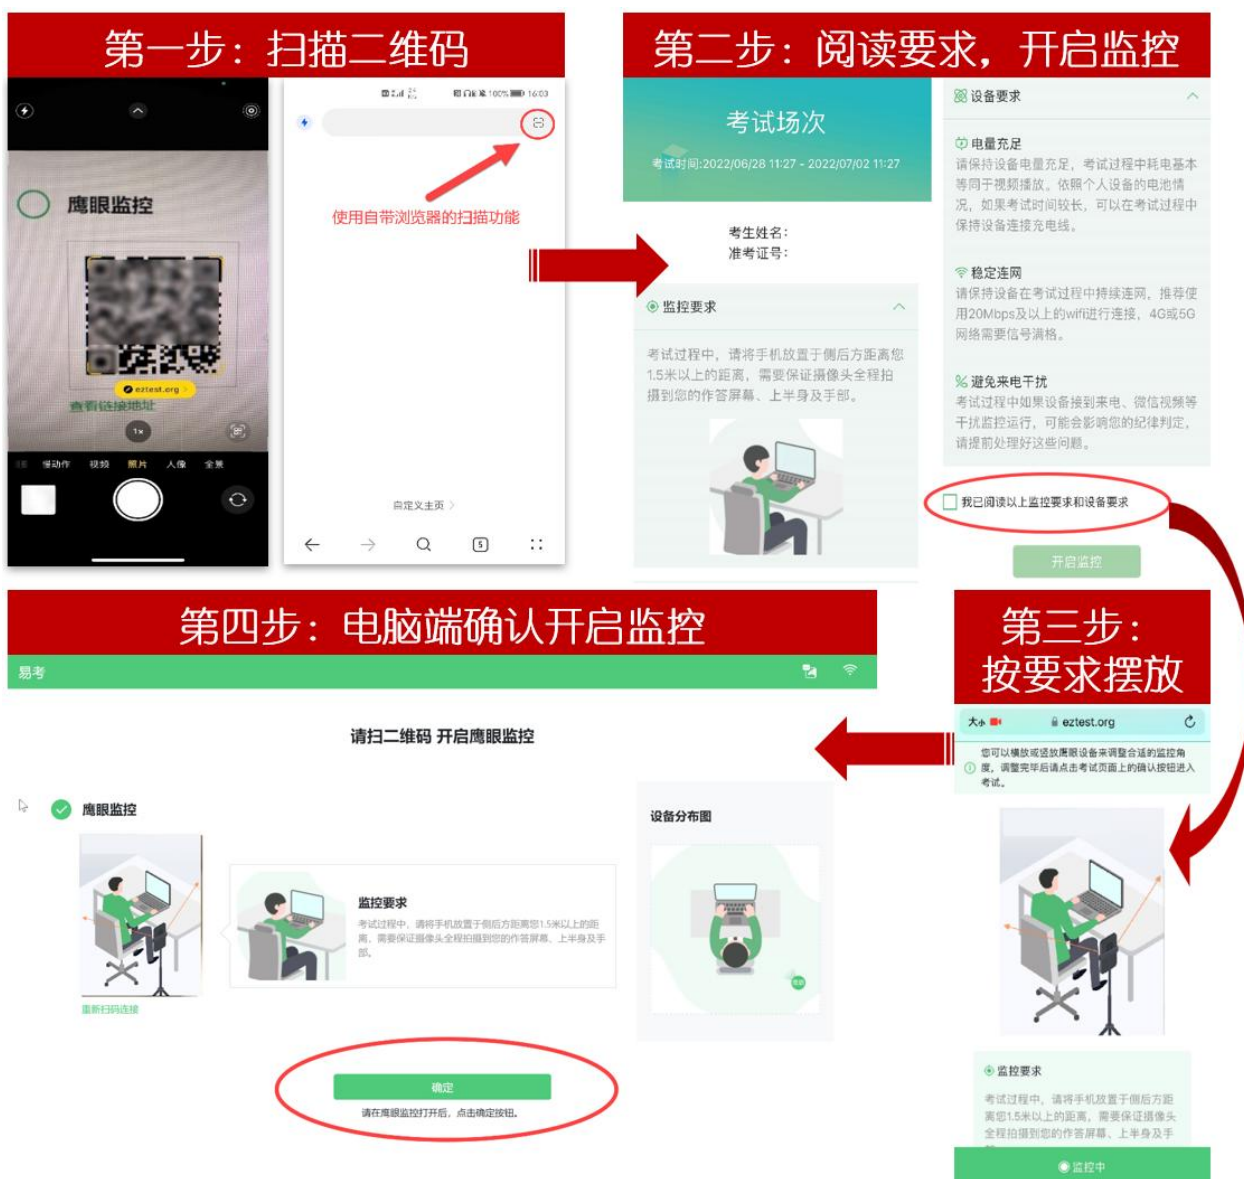 第一步：扫描二维码
100% 16:03
鹰眼监控
使用自带浏览器的扫描功能
eztest.org
查看链接地址
1x
慢动作 视频 照片 人像 全景
自定义主页
5
第二步：阅读要求，开启监控
考试场次
考试时间:2022/06/28 11:27 - 2022/07/02 11:27
考生姓名：
准考证号：
监控要求
考试过程中，请将手机放置于侧后方距离您
1.5米以上的距离，需要保证摄像头全程拍
摄到您的作答屏幕、上半身及手部。
设备要求
电量充足
请保持设备电量充足，考试过程中耗电基本
等同于视频播放。依照个人设备的电池情
况，如果考试时间较长，可以在考试过程中
保持设备连接充电线。
稳定连网
请保持设备在考试过程中持续连网，推荐使
用20Mbps及以上的wifi进行连接，4G或5G
网络需要信号满格。
避免来电干扰
考试过程中如果设备接到来电、微信视频等
干扰监控运行，可能会影响您的纪律判定，
请提前处理好这些问题。
我已阅读以上监控要求和设备要求
开启监控
第三步：
按要求摆放
大小 eztest.org
您可以横放或竖放鹰眼设备来调整合适的监控角
度，调整完毕后请点击考试页面上的确认按钮进入
考试。
监控要求
考试过程中，请将手机放置于侧后方距
离您1.5米以上的距离，需要保证摄像头
全程拍摄到您的作答屏幕、上半身及手
监控中
第四步：电脑端确认开启监控
易考
请扫二维码 开启鹰眼监控
鹰眼监控
重新扫码连接
监控要求
考试过程中，请将手机放置于侧后方距离您1.5米以上的距
离，需要保证摄像头全程拍摄到您的作答屏幕、上半身及手
部。
设备分布图
确定
请在鹰眼监控打开后，点击确定按钮。